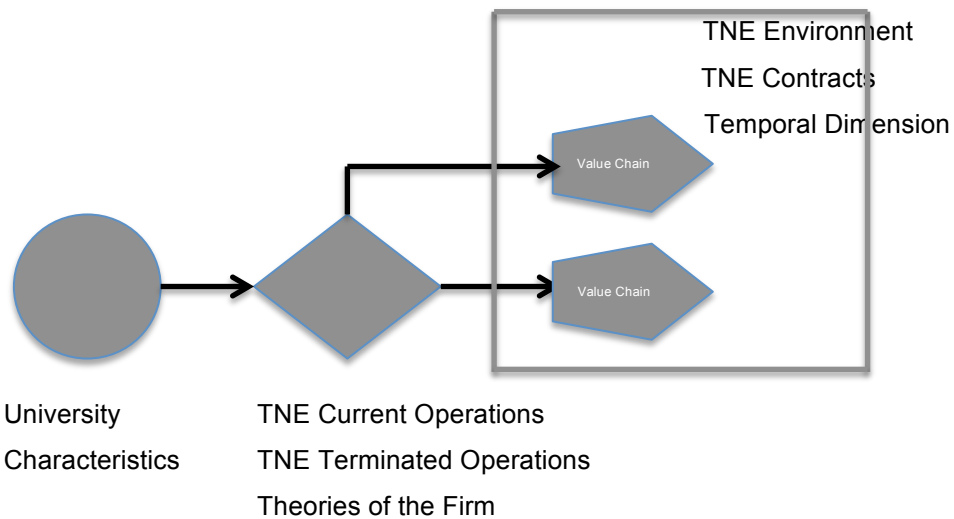 TNE Environment
TNE Contracts
Temporal Dimension
Value Chain
Value Chain
University
Characteristics
TNE Current Operations
TNE Terminated Operations
Theories of the Firm